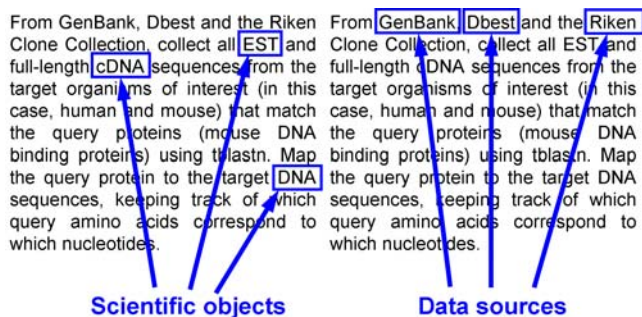 From GenBank, Dbest and the Riken
Clone Collection, collect all EST and
full-length cDNA sequences from the
target organisms of interest (in this
case, human and mouse) that match
the query proteins (mouse DNA
binding proteins) using tblastn. Map
the query protein to the target DNA
sequences, keeping track of which
query amino acids correspond to
which nucleotides.
Scientific objects
From GenBank, Dbest and the Riken
Clone Collection, collect all EST and
full-length cDNA sequences from the
target organisms of interest (in this
case, human and mouse) that match
the query proteins (mouse DNA
binding proteins) using tblastn. Map
the query protein to the target DNA
sequences, keeping track of which
query amino acids correspond to
which nucleotides.
Data sources